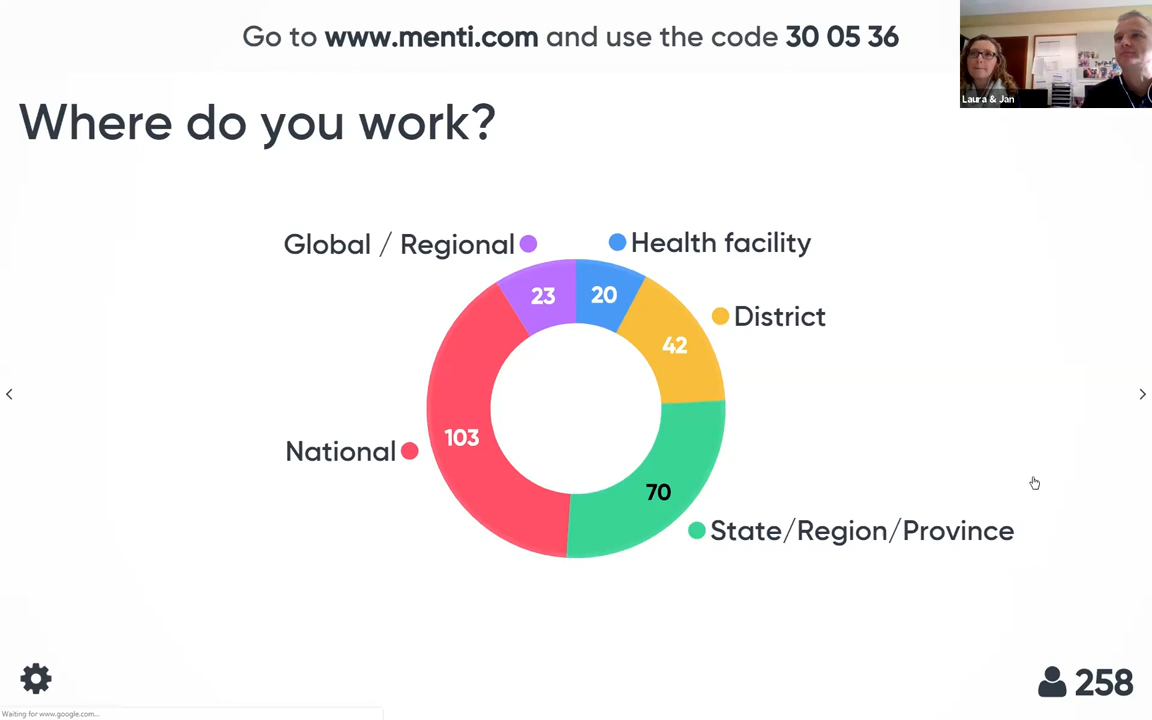 Go to www.menti.com and use the code 30 05 36
Laura & Jan
Where do you work?
Global / Regional
Health facility
23
20
District
42
National
103
70
State/Region/Province
258
Waiting for www.google.com...